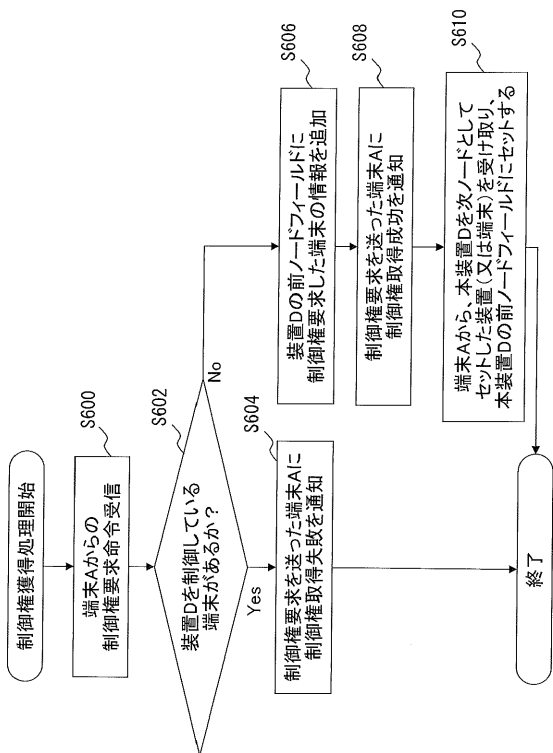 制御権獲得処理開始
S600
端末Aからの
制御権要求命令受信
S602
装置Dを制御している
端末があるか?
Yes
No
S604
制御権要求を送った端末Aに
制御権取得失敗を通知
S606
装置Dの前ノードフィールドに
制御権要求した端末の情報を追加
S608
制御権要求を送った端末Aに
制御権取得成功を通知
S610
端末Aから、本装置Dを次ノードとして
セットした装置(又は端末)を受け取り、
本装置Dの前ノードフィールドにセットする
終了